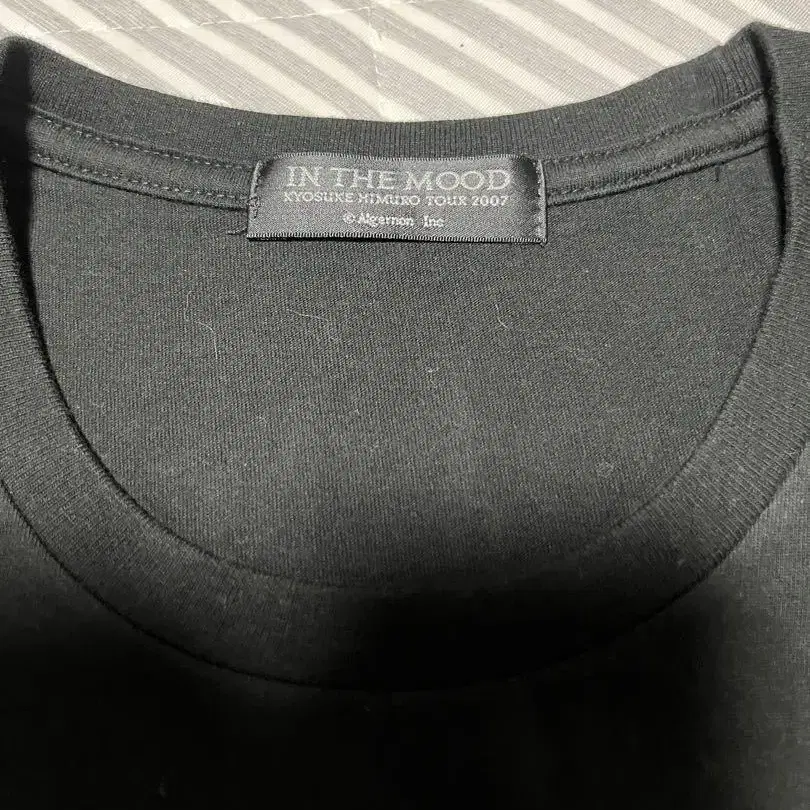 IN THE MOOD
KYOSUKE HIMURO TOUR 2007
© Algernon Inc